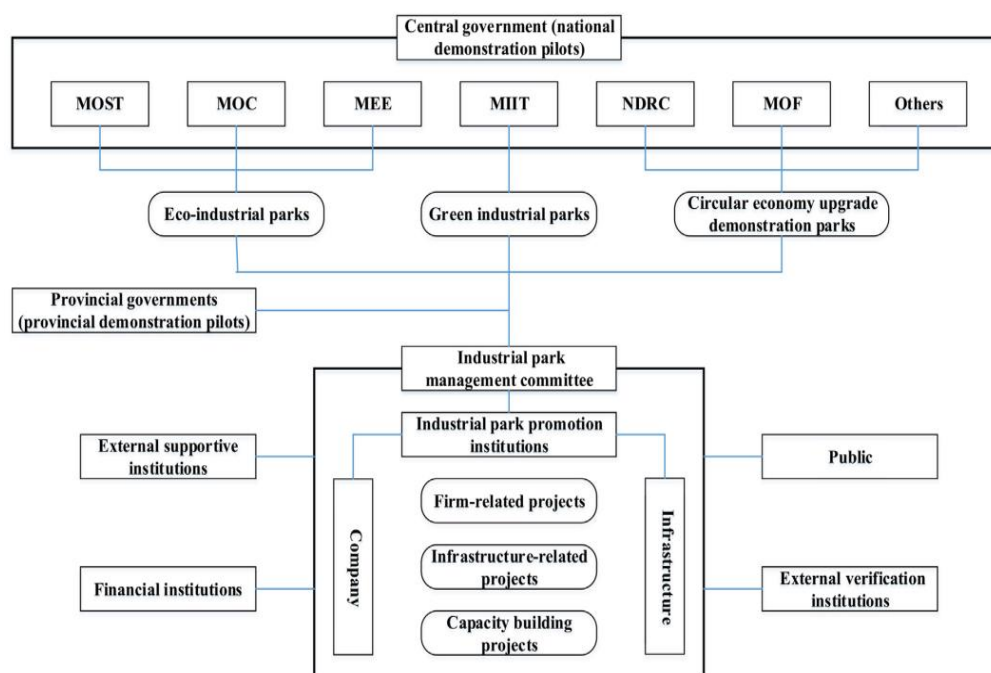 Central government (national
demonstration pilots)
MOST
MOC
MEE
MIIT
NDRC
MOF
Others
Eco-industrial parks
Green industrial parks
Circular economy upgrade
demonstration parks
Provincial governments
(provincial demonstration pilots)
Industrial park
management committee
Industrial park promotion
institutions
External supportive
institutions
Public
Company
Firm-related projects
Infrastructure
Infrastructure-related
projects
Financial institutions
External verification
institutions
Capacity building
projects